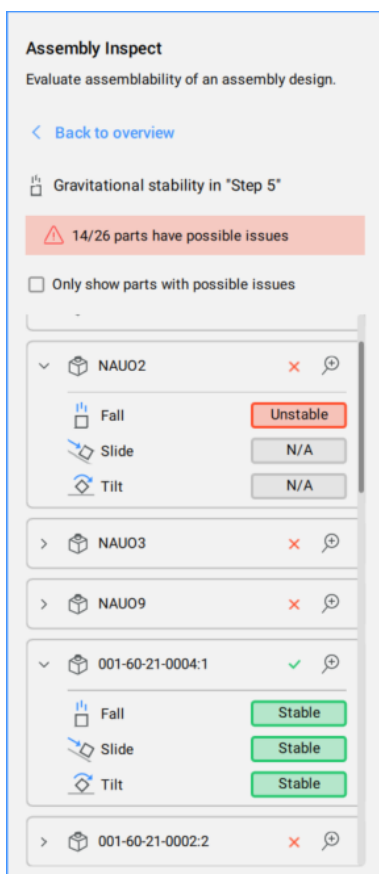 Assembly Inspect
Evaluate assemblability of an assembly design.
Back to overview
Gravitational stability in "Step 5"
14/26 parts have possible issues
Only show parts with possible issues
NAUO2
Fall Unstable
Slide N/A
Tilt N/A
NAUO3
NAUO9
001-60-21-0004:1
Fall Stable
Slide Stable
Tilt Stable
001-60-21-0002:2